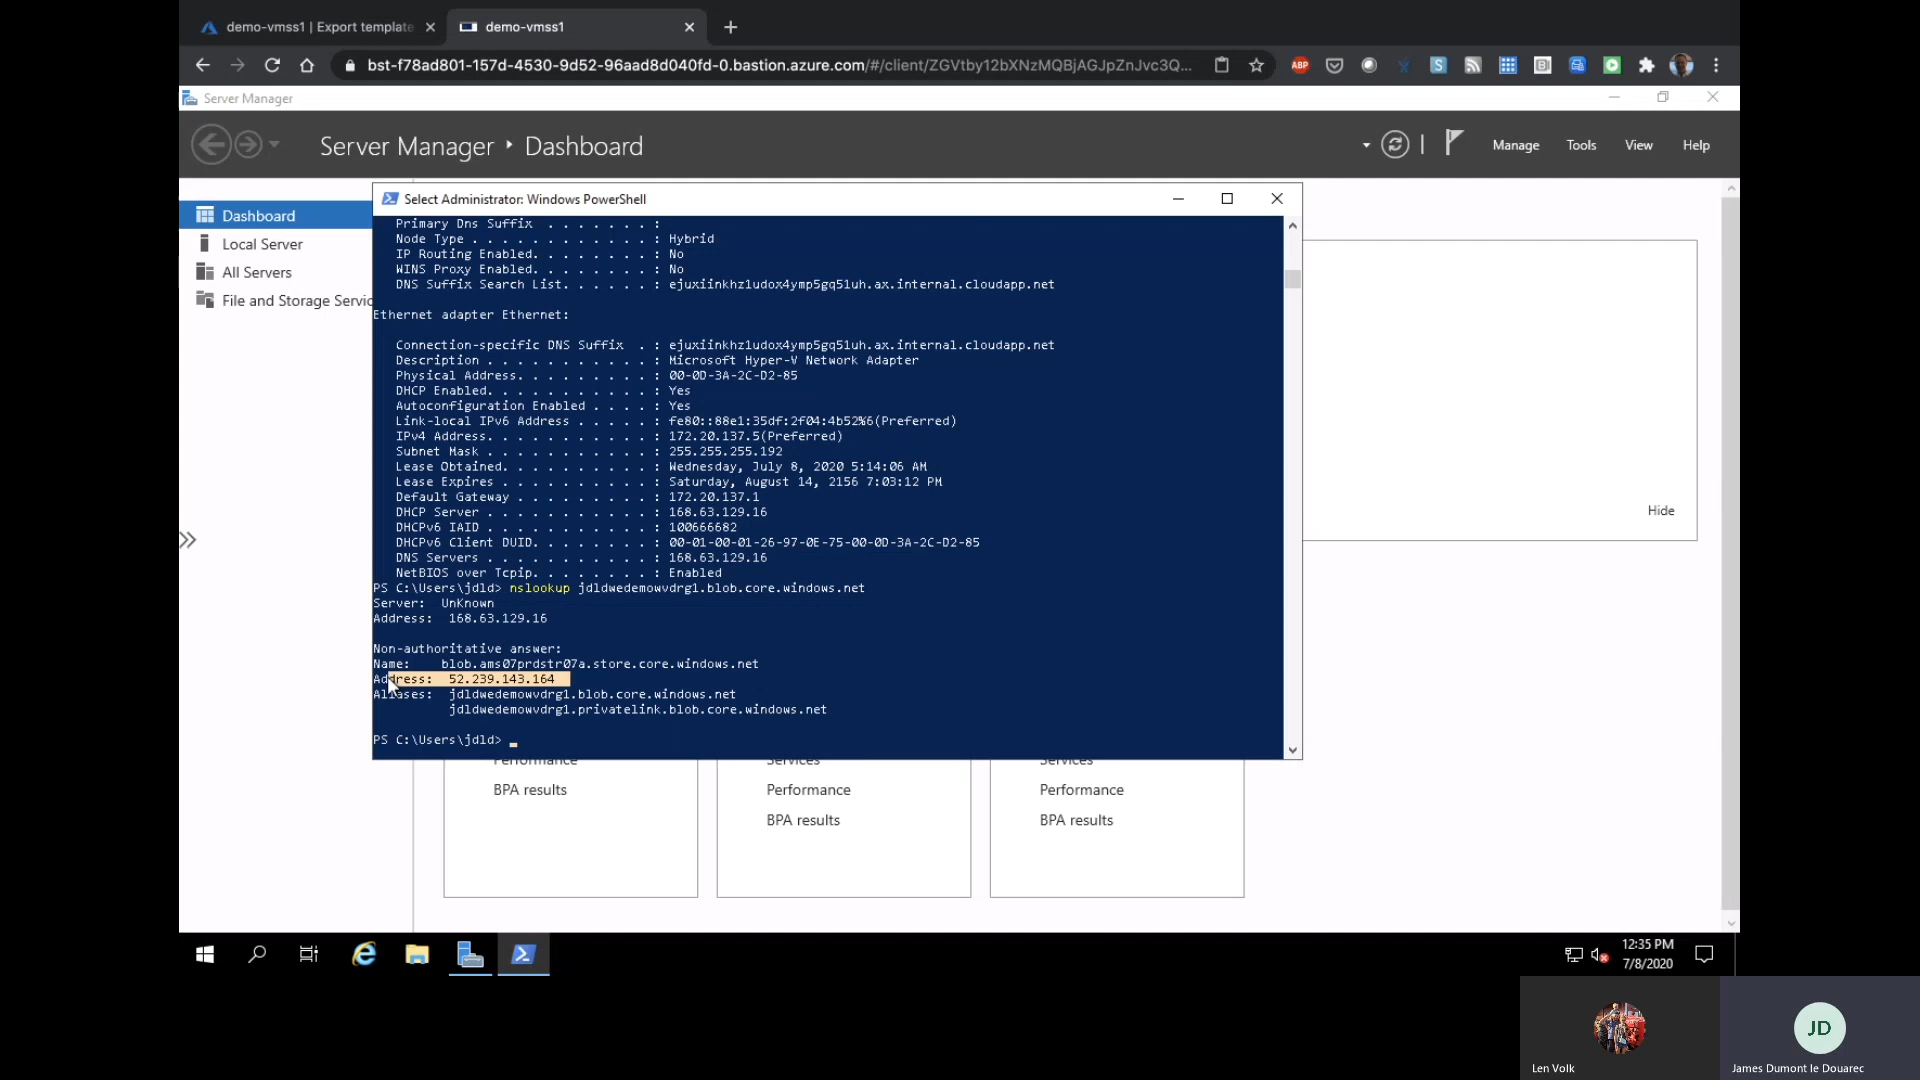 demo-vmss1 | Export template
demo-vmss1
bst-f78ad801-157d-4530-9d52-96aad8d040fd-0.bastion.azure.com/#/client/ZGVtby12bXNzMQBjAGJpZnJvc3Q...
ABP
Server Manager
Server Manager ‣ Dashboard
Manage Tools View Help
Dashboard
Local Server
All Servers
File and Storage Servic
Select Administrator: Windows PowerShell
Primary Dns Suffix . . . . . . . :
Node Type . . . . . . . . . . . . : Hybrid
IP Routing Enabled. . . . . . . . : No
WINS Proxy Enabled. . . . . . . . : No
DNS Suffix Search List. . . . . . : ejuxiinkhz1udox4ymp5gq51uh.ax.internal.cloudapp.net
Ethernet adapter Ethernet:
Connection-specific DNS Suffix . : ejuxiinkhz1udox4ymp5gq51uh.ax.internal.cloudapp.net
Description . . . . . . . . . . . : Microsoft Hyper-V Network Adapter
Physical Address. . . . . . . . . : 00-0D-3A-2C-D2-85
DHCP Enabled. . . . . . . . . . . : Yes
Autoconfiguration Enabled . . . . : Yes
Link-local IPv6 Address . . . . . : fe80::88e1:35df:2f04:4b52%6(Preferred)
IPv4 Address. . . . . . . . . . . : 172.20.137.5(Preferred)
Subnet Mask . . . . . . . . . . . : 255.255.255.192
Lease Obtained. . . . . . . . . . : Wednesday, July 8, 2020 5:14:06 AM
Lease Expires . . . . . . . . . . : Saturday, August 14, 2156 7:03:12 PM
Default Gateway . . . . . . . . . : 172.20.137.1
DHCP Server . . . . . . . . . . . : 168.63.129.16
DHCPv6 IAID . . . . . . . . . . . : 100666682
DHCPv6 Client DUID. . . . . . . . : 00-01-00-01-26-97-0E-75-00-0D-3A-2C-D2-85
DNS Servers . . . . . . . . . . . : 168.63.129.16
NetBIOS over Tcpip. . . . . . . . : Enabled
PS C:\Users\jdld> nslookup jdldwedemowvdrg1.blob.core.windows.net
Server: UnKnown
Address: 168.63.129.16
Non-authoritative answer:
Name: blob.ams07prdstr07a.store.core.windows.net
Address: 52.239.143.164
Aliases: jdldwedemowvdrg1.blob.core.windows.net
jdldwedemowvdrg1.privatelink.blob.core.windows.net
PS C:\Users\jdld>
Hide
Performance Services Services
BPA results Performance Performance
BPA results BPA results
12:35 PM
7/8/2020
JD
Len Volk
James Dumont le Douarec